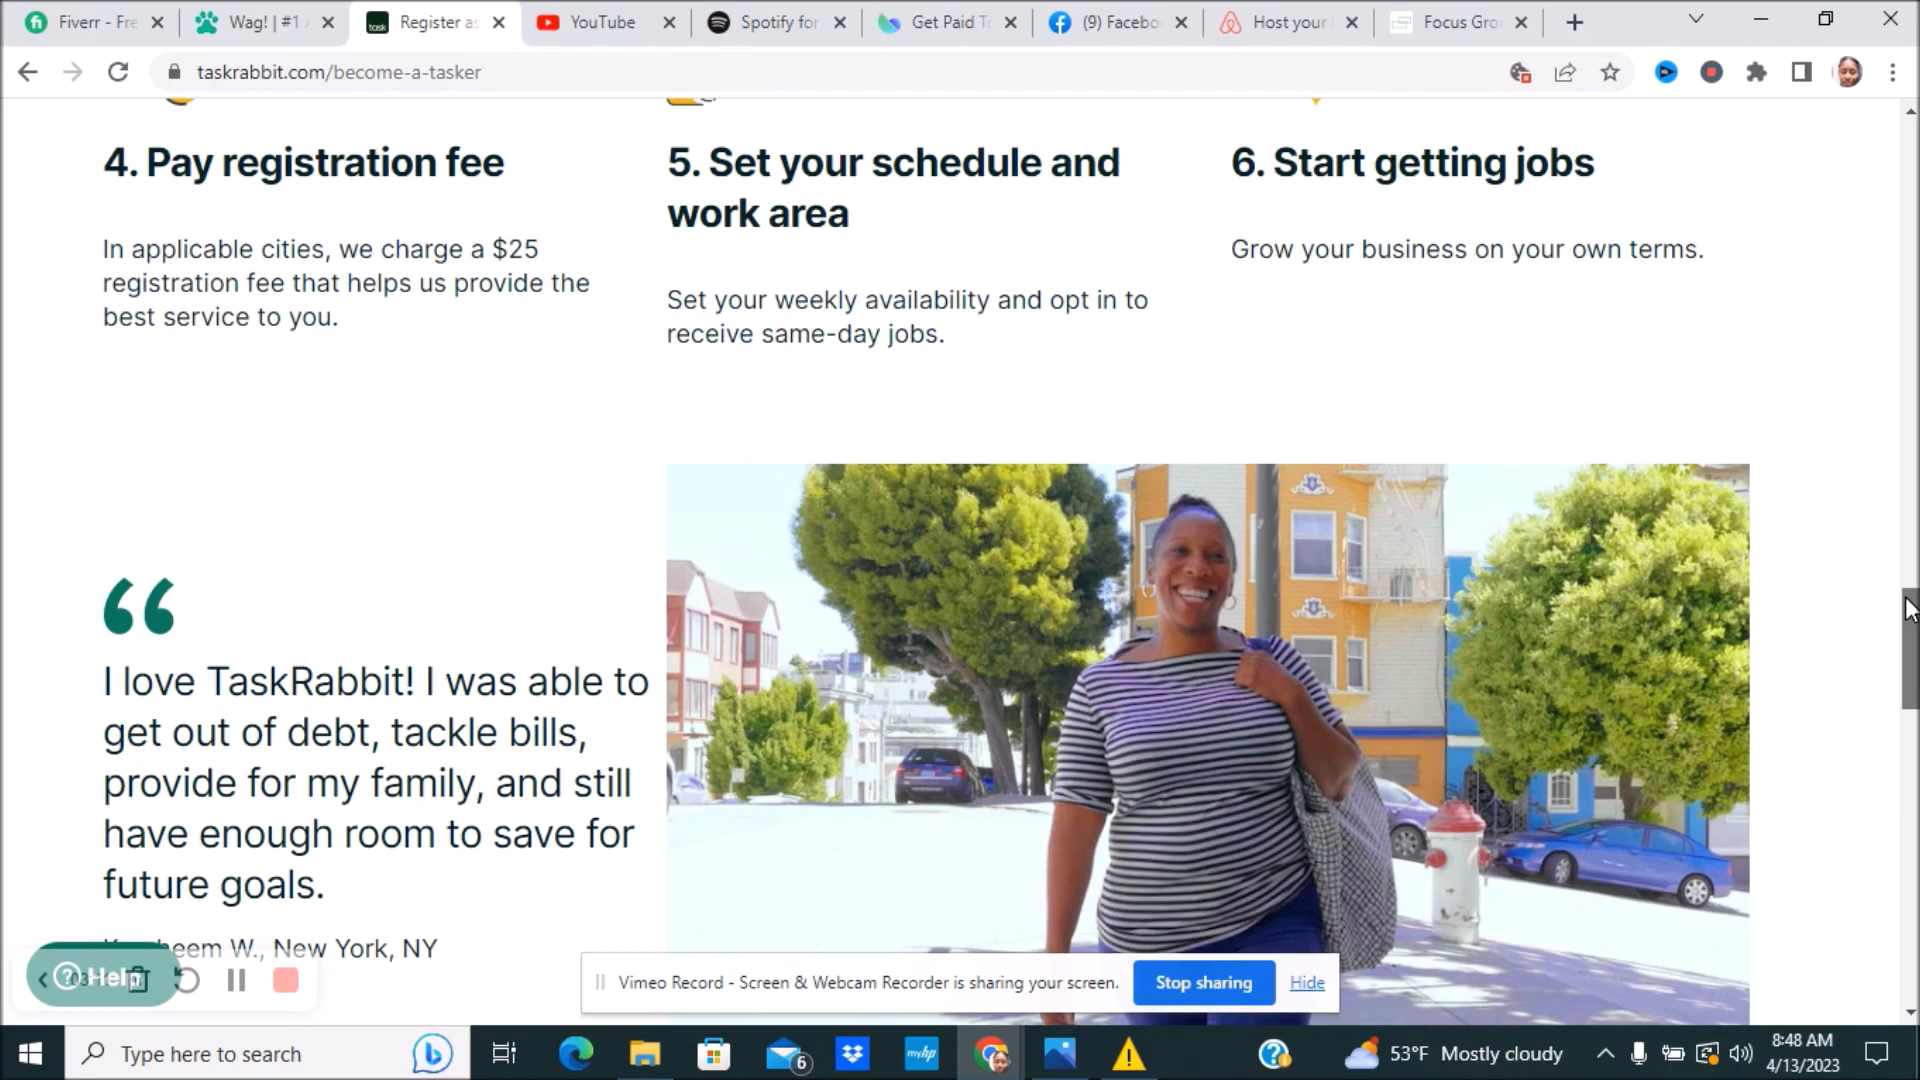 Fiverr - Fre
Wag! | #1
Register as
YouTube
Spotify for
Get Paid T
(9) Facebo
Host your
Focus Gro
taskrabbit.com/become-a-tasker
4. Pay registration fee
In applicable cities, we charge a $25
registration fee that helps us provide the
best service to you.
5. Set your schedule and
work area
Set your weekly availability and opt in to
receive same-day jobs.
6. Start getting jobs
Grow your business on your own terms.
I love TaskRabbit! I was able to
get out of debt, tackle bills,
provide for my family, and still
have enough room to save for
future goals.
W., New York, NY
Help
Vimeo Record - Screen & Webcam Recorder is sharing your screen.
Stop sharing
Hide
Type here to search
6
myhp
53°F Mostly cloudy
8:48 AM
4/13/2023